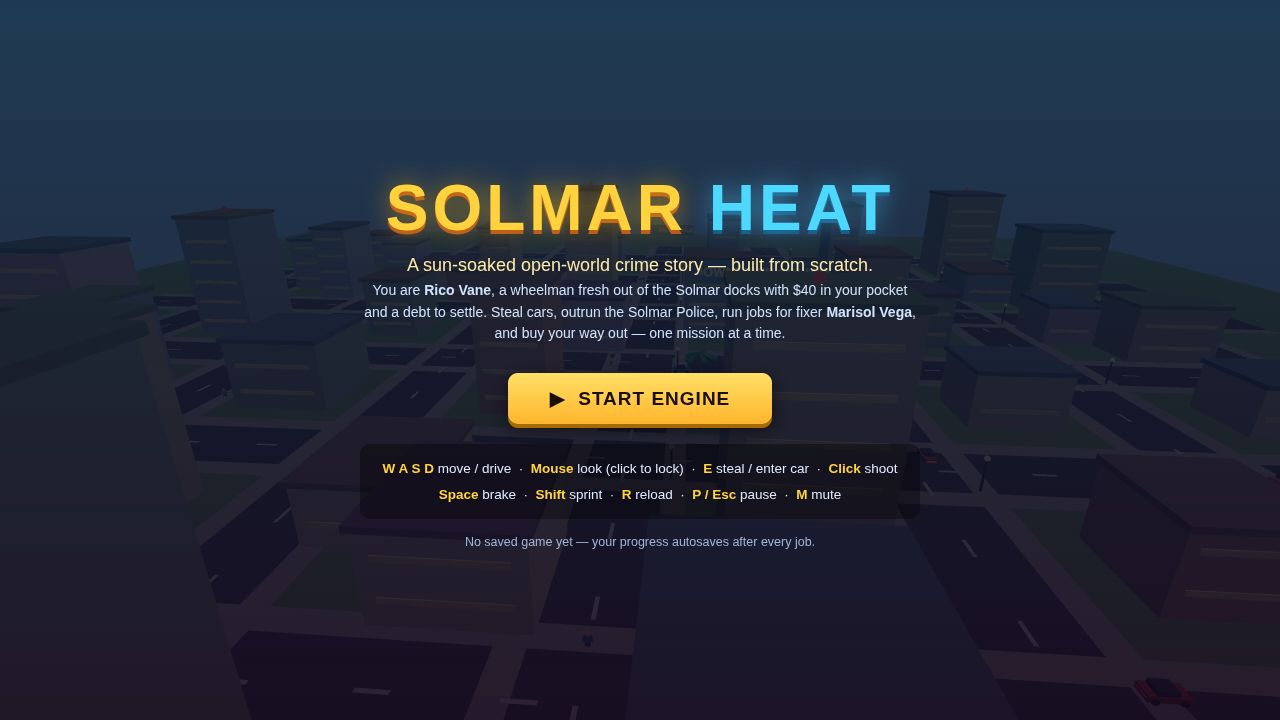 SOLMAR HEAT
A sun-soaked open-world crime story — built from scratch.
You are Rico Vane, a wheelman fresh out of the Solmar docks with $40 in your pocket
and a debt to settle. Steal cars, outrun the Solmar Police, run jobs for fixer Marisol Vega,
and buy your way out — one mission at a time.
▶ START ENGINE
W A S D move / drive · Mouse look (click to lock) · E steal / enter car · Click shoot
Space brake · Shift sprint · R reload · P / Esc pause · M mute
No saved game yet — your progress autosaves after every job.